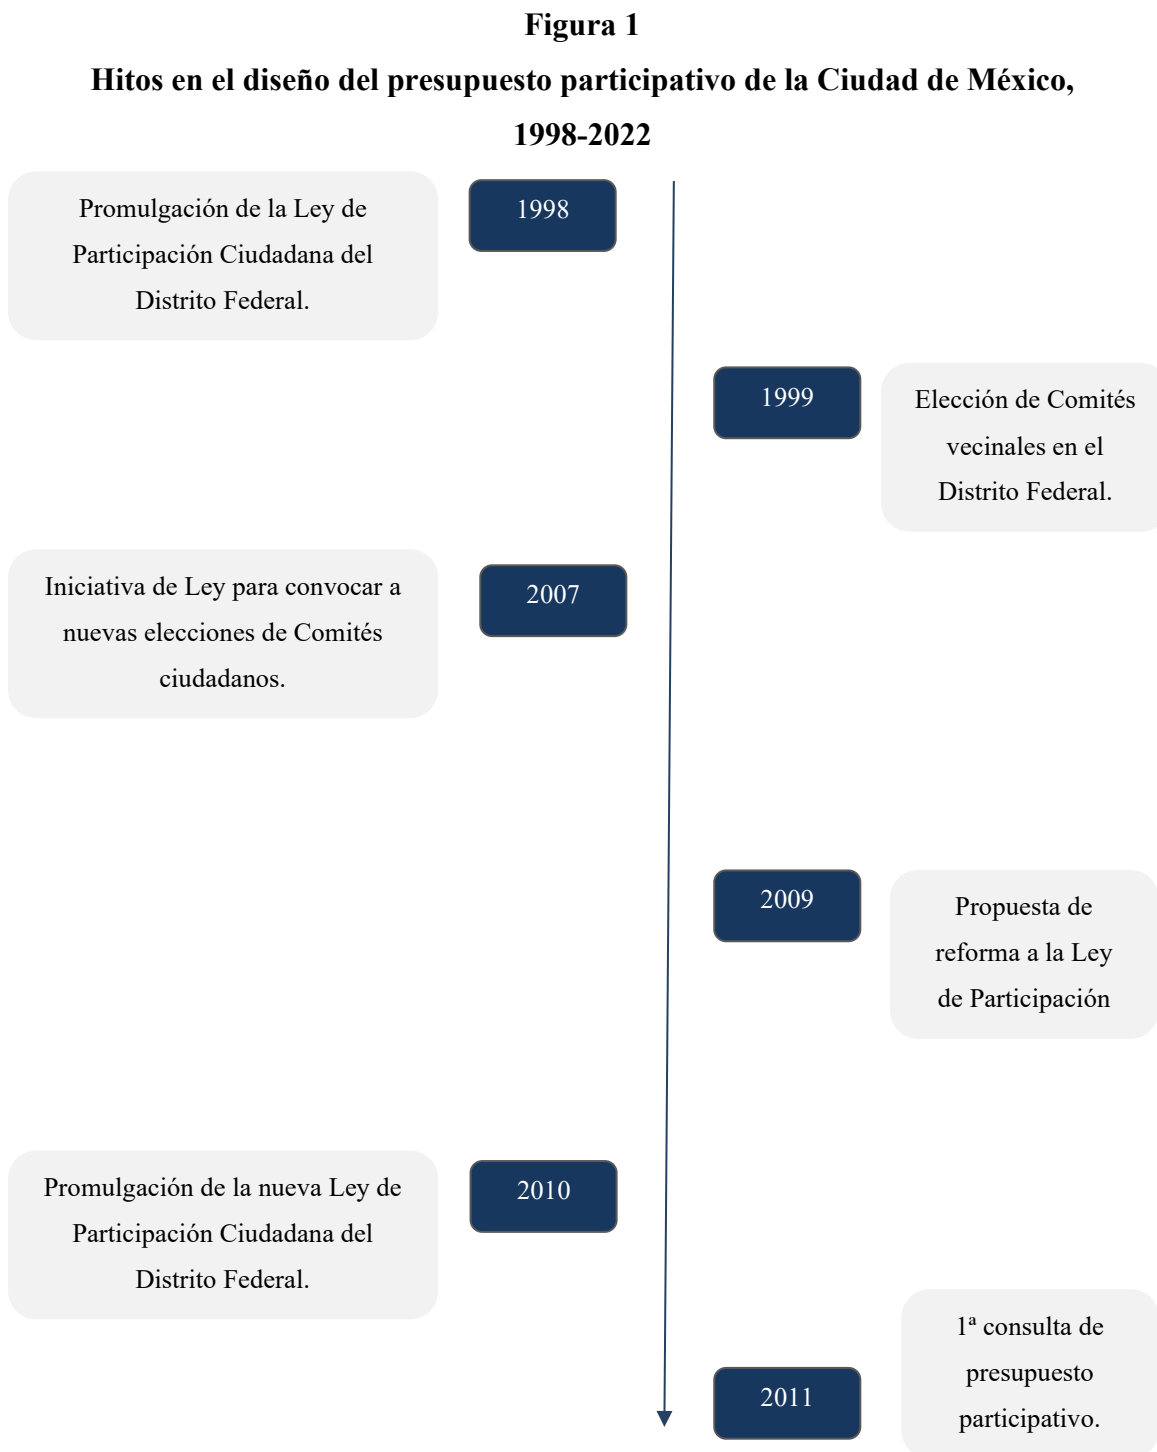 Figura 1
Hitos en el diseño del presupuesto participativo de la Ciudad de México,
1998-2022
Promulgación de la Ley de
Participación Ciudadana del
Distrito Federal.
1998
1999
Elección de Comités
vecinales en el
Distrito Federal.
Iniciativa de Ley para convocar a
nuevas elecciones de Comités
ciudadanos.
2007
2009
Propuesta de
reforma a la Ley
de Participación
Promulgación de la nueva Ley de
Participación Ciudadana del
Distrito Federal.
2010
2011
1ª consulta de
presupuesto
participativo.